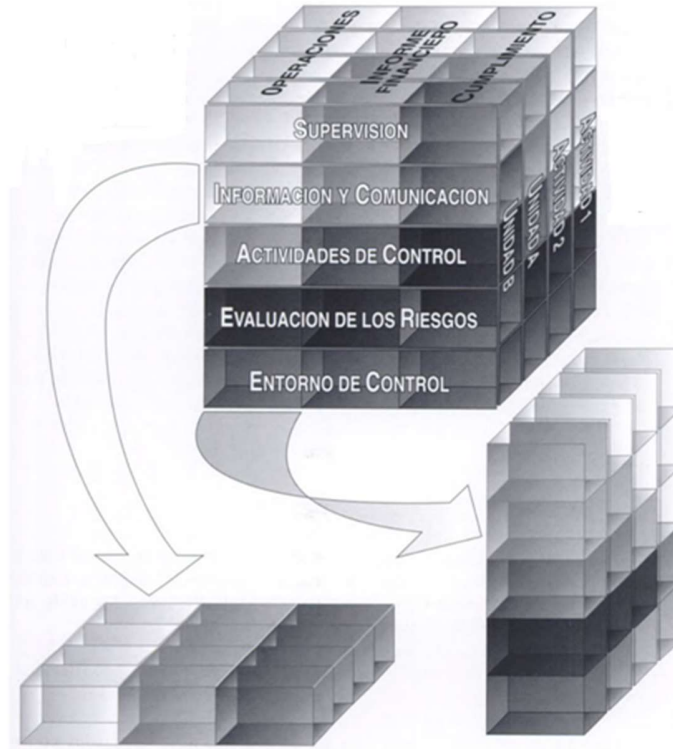 OPERACIONES
INFORME
FINANCIERO
CUMPLIMIENTO
SUPERVISION
INFORMACION Y COMUNICACION
ACTIVIDADES DE CONTROL
EVALUACION DE LOS RIESGOS
ENTORNO DE CONTROL
UNIDAD B
UNIDAD A
ACTIVIDAD 2
ACTIVIDAD 1